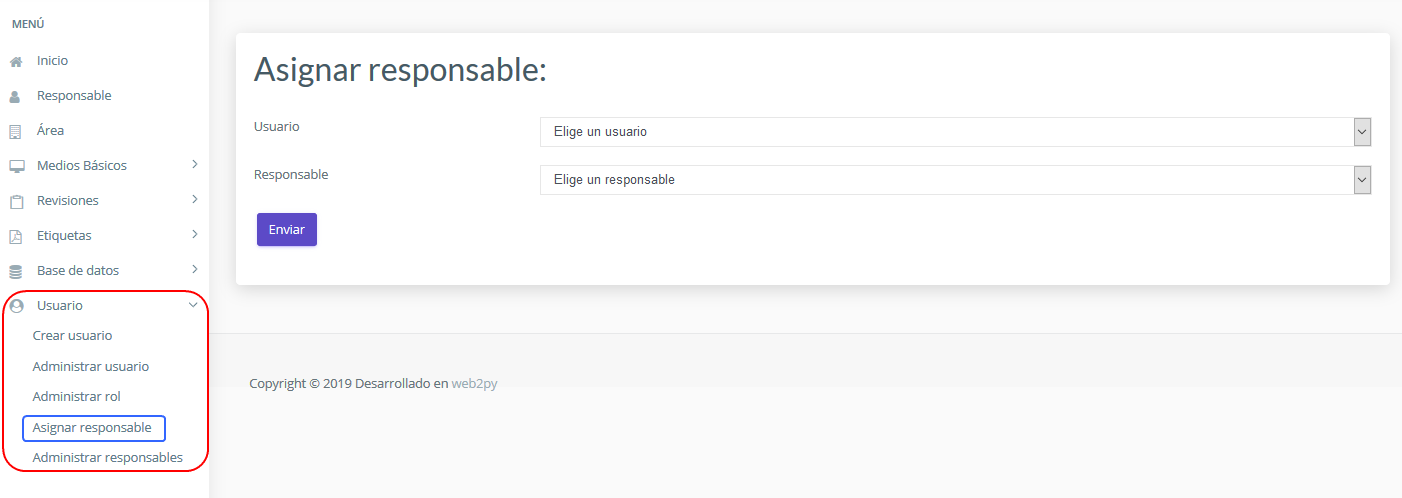 MENÚ
Inicio
Responsable
Área
Medios Básicos
Revisiones
Etiquetas
Base de datos
Usuario
Crear usuario
Administrar usuario
Administrar rol
Asignar responsable
Administrar responsables
Asignar responsable:
Usuario
Elige un usuario
Responsable
Elige un responsable
Enviar
Copyright © 2019 Desarrollado en web2py